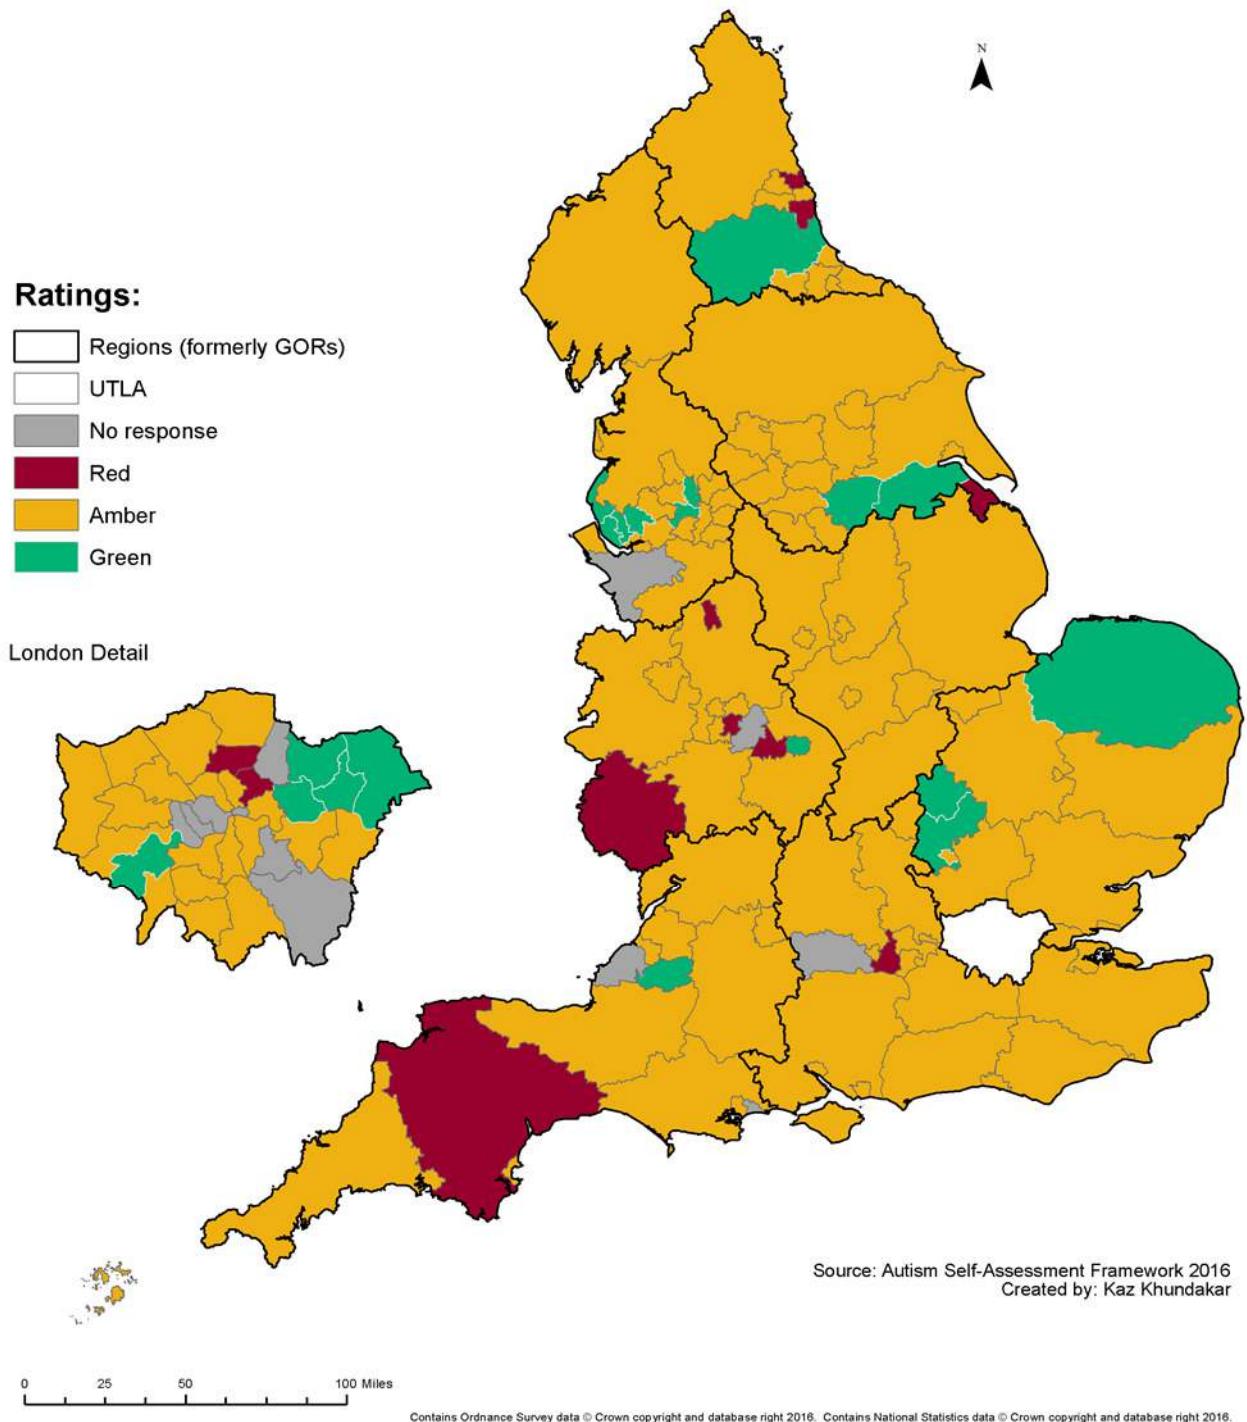 N
Ratings:
Regions (formerly GORs)
UTLA
No response
Red
Amber
Green
London Detail
Source: Autism Self-Assessment Framework 2016
Created by: Kaz Khundakar
0 25 50 100 Miles
Contains Ordnance Survey data © Crown copyright and database right 2016. Contains National Statistics data © Crown copyright and database right 2016.